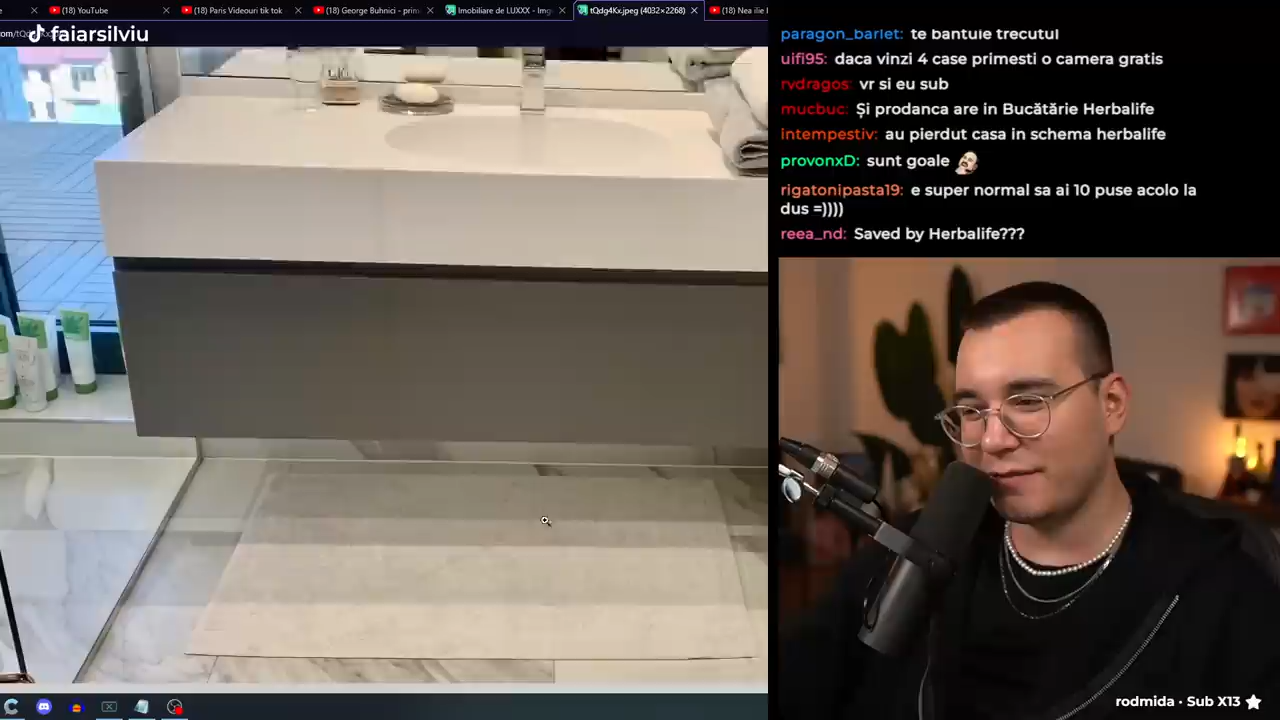 (18) YouTube
(18) Paris Videouri tik tok
(18) George Buhnici - prim
Imobiliare de LUXXX - Img
tQdg4Kx.jpeg (4032×2268)
(18) Nea ilie
faiarsilviu
paragon_barlet: te bantuie trecutul
uifi95: daca vinzi 4 case primesti o camera gratis
rvdragos: vr si eu sub
mucbuc: Și prodanca are in Bucătărie Herbalife
intempestiv: au pierdut casa in schema herbalife
provonxD: sunt goale
rigatonipasta19: e super normal sa ai 10 puse acolo la
dus =))))
reea_nd: Saved by Herbalife???
rodmida · Sub X13